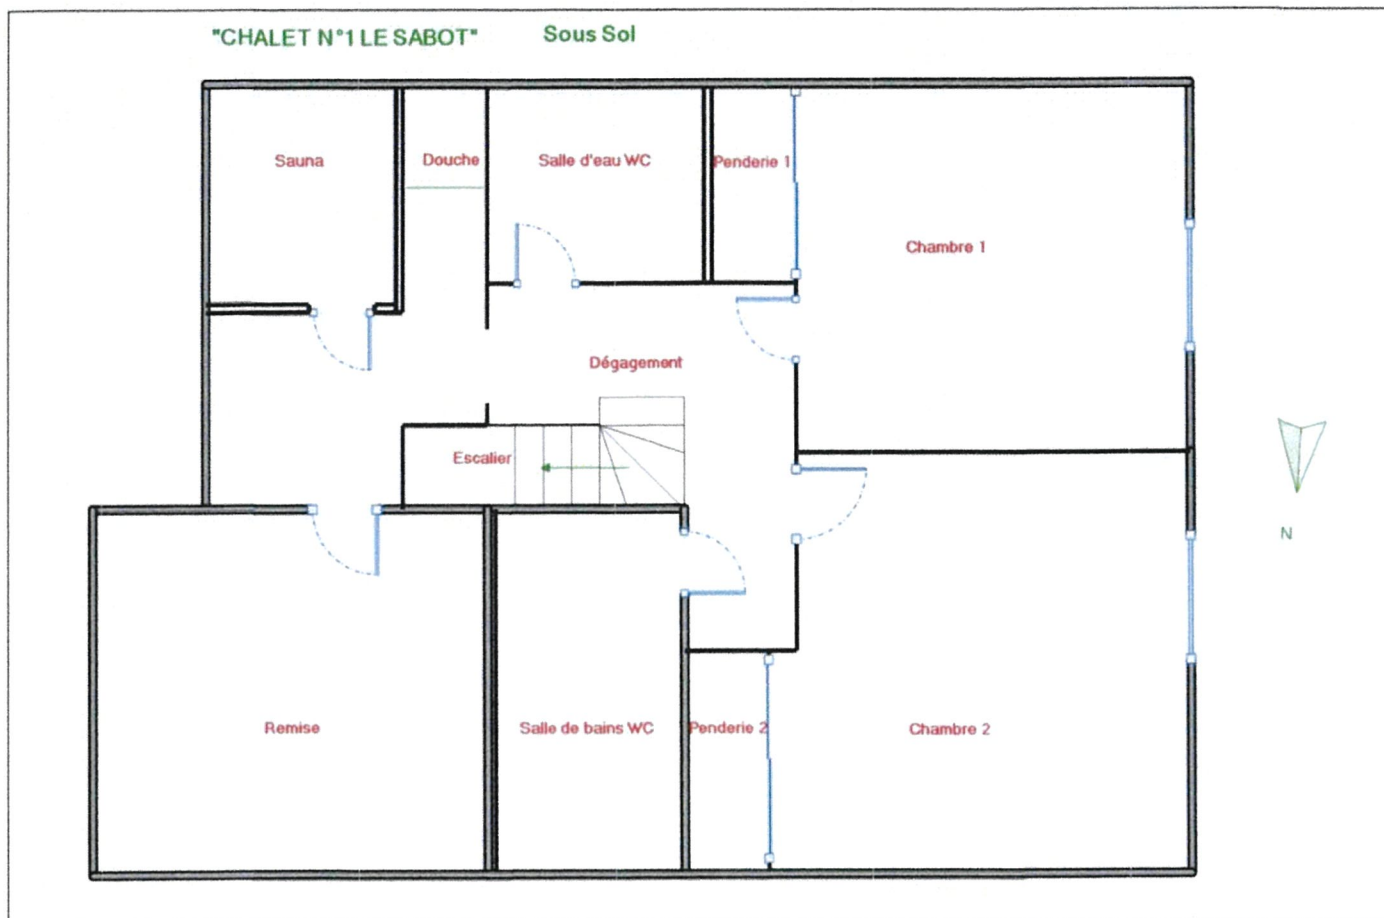 "CHALET N°1 LE SABOT" Sous Sol
Sauna
Douche
Salle d'eau WC
Penderie 1
Chambre 1
Dégagement
Escalier
N
Remise
Salle de bains WC
Penderie 2
Chambre 2